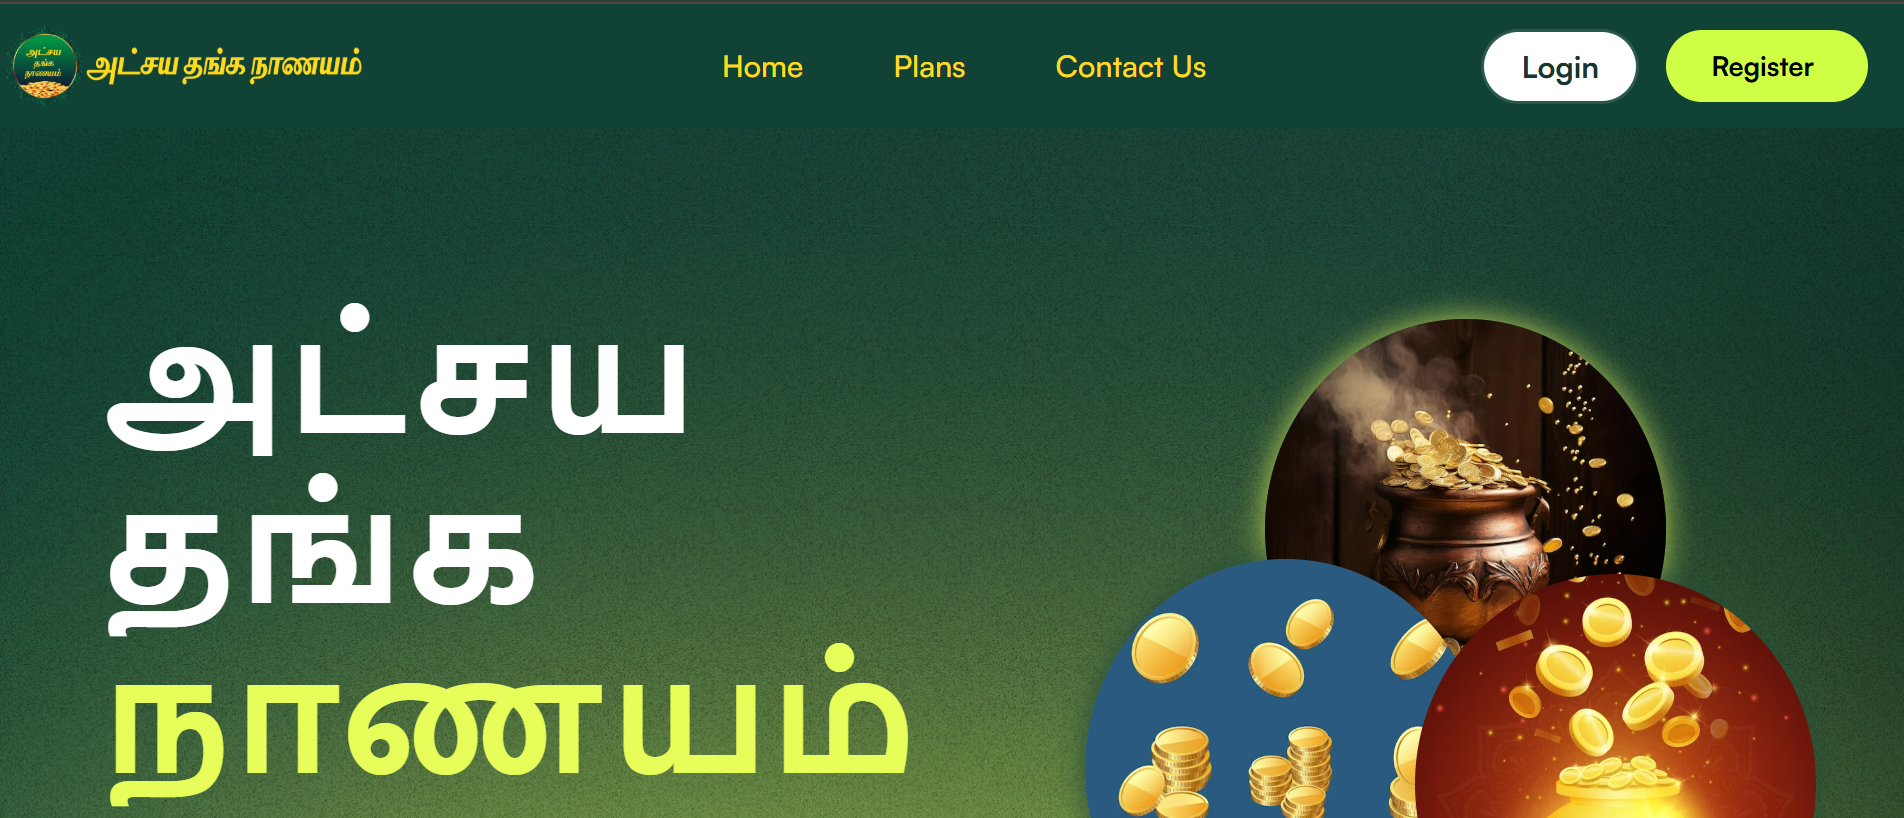 அட்சய
தங்க
நாணயம்
அட்சய தங்க நாணயம்
Home
Plans
Contact Us
Login
Register
அட்சய
தங்க
நாணயம்